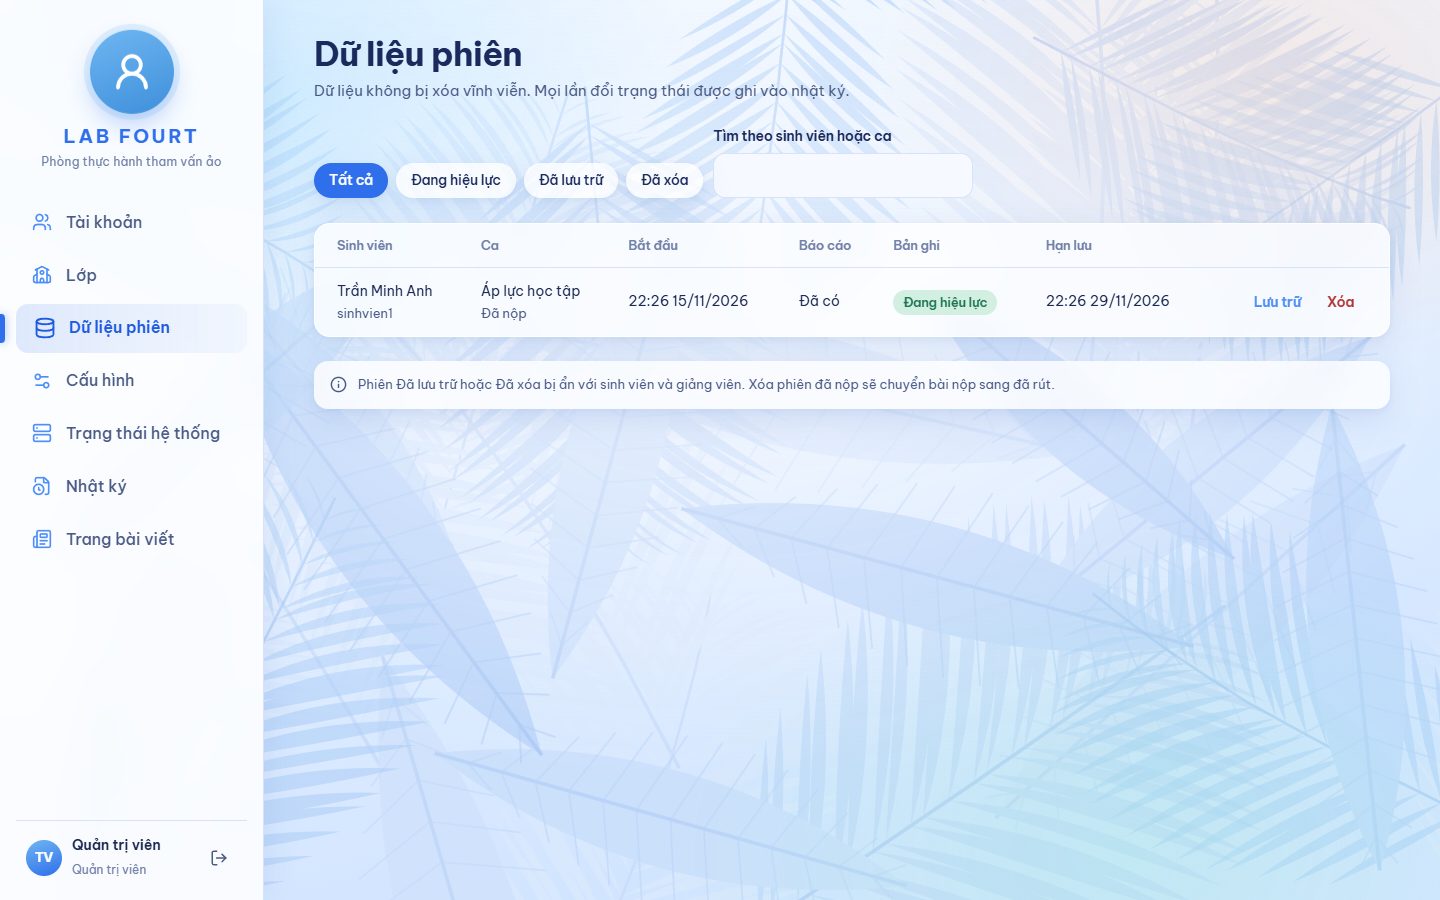 LAB FOURT
Phòng thực hành tham vấn ảo
Tài khoản
Lớp
Dữ liệu phiên
Cấu hình
Trạng thái hệ thống
Nhật ký
Trang bài viết
TV
Quản trị viên
Quản trị viên
Dữ liệu phiên
Dữ liệu không bị xóa vĩnh viễn. Mọi lần đổi trạng thái được ghi vào nhật ký.
Tìm theo sinh viên hoặc ca
Tất cả Đang hiệu lực Đã lưu trữ Đã xóa
Sinh viên Ca Bắt đầu Báo cáo Bản ghi Hạn lưu
Trần Minh Anh Áp lực học tập 22:26 15/11/2026 Đã có Đang hiệu lực 22:26 29/11/2026 Lưu trữ Xóa
sinhvien1 Đã nộp
Phiên Đã lưu trữ hoặc Đã xóa bị ẩn với sinh viên và giảng viên. Xóa phiên đã nộp sẽ chuyển bài nộp sang đã rút.